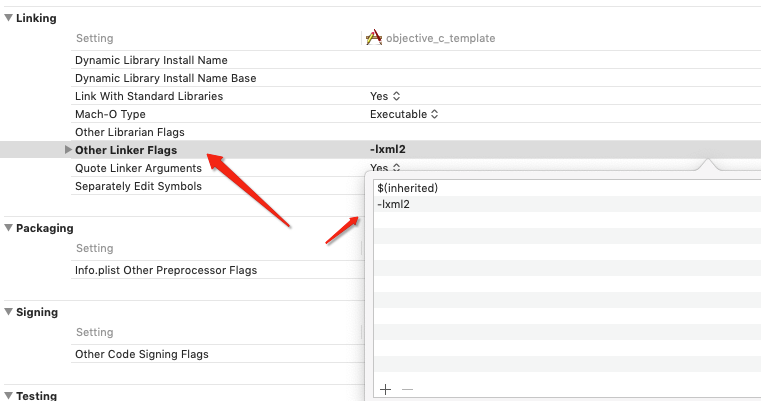 Linking
Setting objective_c_template
Dynamic Library Install Name
Dynamic Library Install Name Base
Link With Standard Libraries Yes
Mach-O Type Executable
Other Librarian Flags
Other Linker Flags -lxml2
Quote Linker Arguments Yes
Separately Edit Symbols
$(inherited)
-lxml2
Packaging
Setting
Info.plist Other Preprocessor Flags
Signing
Setting
Other Code Signing Flags
Testing